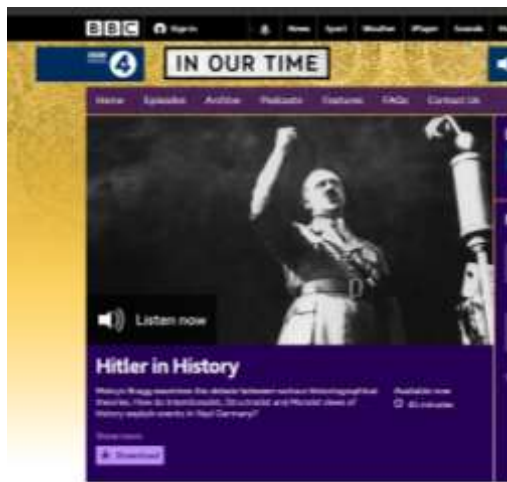 BBC Sign in News Sport Weather iPlayer Sounds
4 IN OUR TIME
Home Episodes Archive Podcasts Features FAQs Contact Us
Listen now
Hitler in History
Melvyn Bragg examines the debate between various historiographical
theories. How do Intentionalist, Structuralist and Marxist views of
history explain events in Nazi Germany?
Available now
minutes
Show more
Download